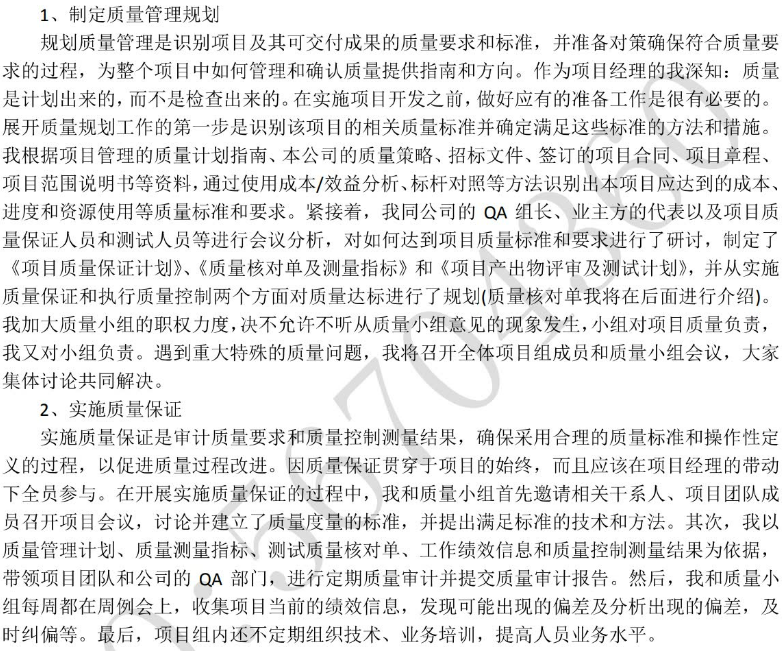 1、制定质量管理规划
规划质量管理是识别项目及其可交付成果的质量要求和标准，并准备对策确保符合质量要
求的过程，为整个项目中如何管理和确认质量提供指南和方向。作为项目经理的我深知：质量
是计划出来的，而不是检查出来的。在实施项目开发之前，做好应有的准备工作是很有必要的。
展开质量规划工作的第一步是识别该项目的相关质量标准并确定满足这些标准的方法和措施。
我根据项目管理的质量计划指南、本公司的质量策略、招标文件、签订的项目合同、项目章程、
项目范围说明书等资料，通过使用成本/效益分析、标杆对照等方法识别出本项目应达到的成本、
进度和资源使用等质量标准和要求。紧接着，我同公司的 QA 组长、业主方的代表以及项目质
量保证人员和测试人员等进行会议分析，对如何达到项目质量标准和要求进行了研讨，制定了
《项目质量保证计划》、《质量核对单及测量指标》和《项目产出物评审及测试计划》，并从实施
质量保证和执行质量控制两个方面对质量达标进行了规划(质量核对单我将在后面进行介绍)。
我加大质量小组的职权力度，决不允许不听从质量小组意见的现象发生，小组对项目质量负责，
我又对小组负责。遇到重大特殊的质量问题，我将召开全体项目组成员和质量小组会议，大家
集体讨论共同解决。
2、实施质量保证
实施质量保证是审计质量要求和质量控制测量结果，确保采用合理的质量标准和操作性定
义的过程，以促进质量过程改进。因质量保证贯穿于项目的始终，而且应该在项目经理的带动
下全员参与。在开展实施质量保证的过程中，我和质量小组首先邀请相关干系人、项目团队成
员召开项目会议，讨论并建立了质量度量的标准，并提出满足标准的技术和方法。其次，我以
质量管理计划、质量测量指标、测试质量核对单、工作绩效信息和质量控制测量结果为依据，
带领项目团队和公司的 QA 部门，进行定期质量审计并提交质量审计报告。然后，我和质量小
组每周都在周例会上，收集项目当前的绩效信息，发现可能出现的偏差及分析出现的偏差，及
时纠偏等。最后，项目组内还不定期组织技术、业务培训，提高人员业务水平。